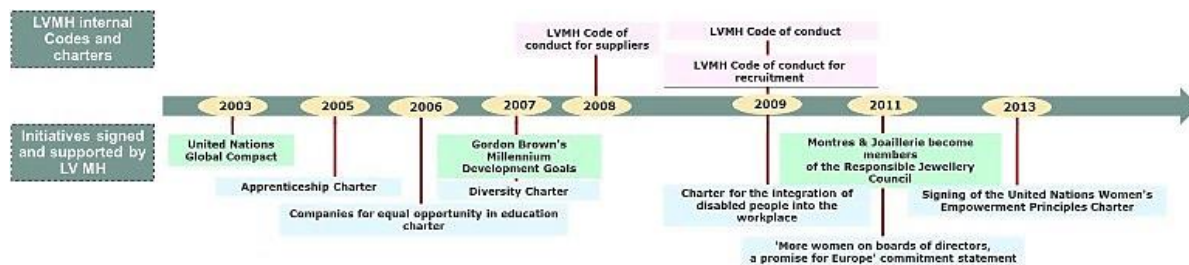 LVMH internal
Codes and
charters
LVMH Code of
conduct for suppliers
LVMH Code of conduct
LVMH Code of conduct for
recruitment
2003
2005
2006
2007
2008
2009
2011
2013
Initiatives signed
and supported by
LV MH
United Nations
Global Compact
Apprenticeship Charter
Companies for equal opportunity in education
charter
Gordon Brown's
Millennium
Development Goals
Diversity Charter
Charter for the integration of
disabled people into the
workplace
Montres & Joaillerie become
members
of the Responsible Jewellery
Council
'More women on boards of directors,
a promise for Europe' commitment statement
Signing of the United Nations Women's
Empowerment Principles Charter